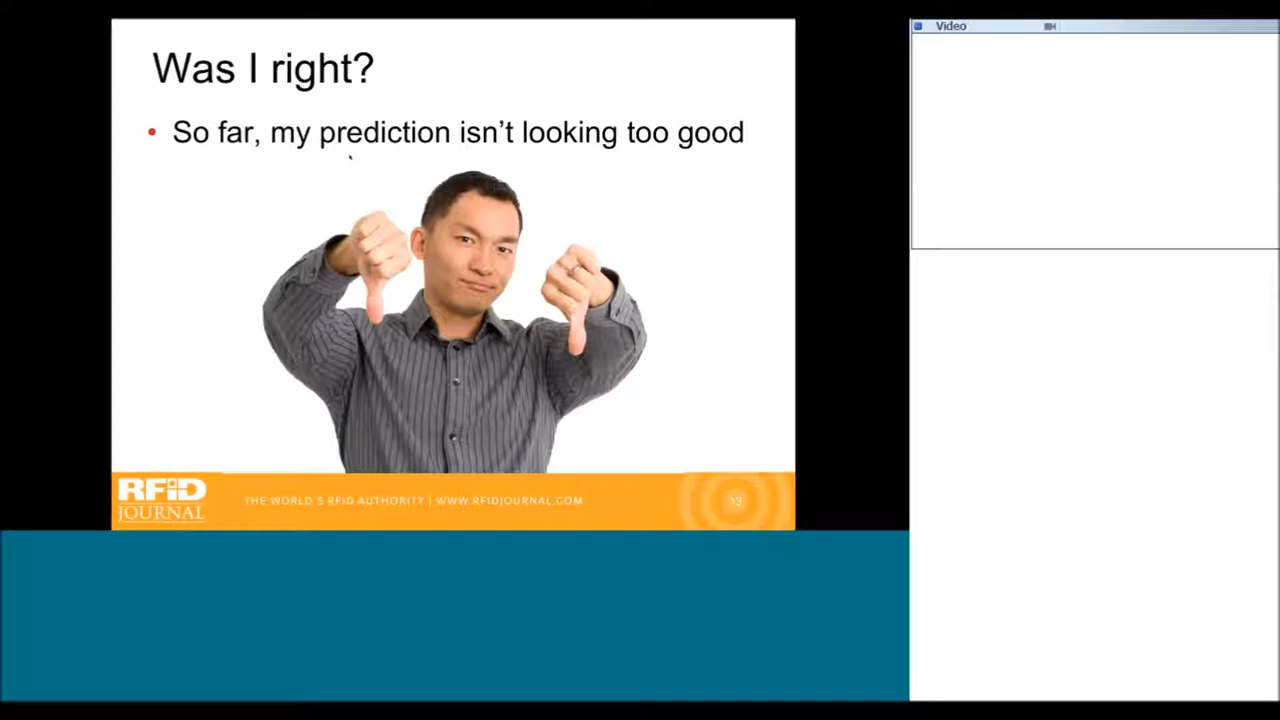 Was I right?
• So far, my prediction isn't looking too good
RFiD
JOURNAL
THE WORLD'S RFID AUTHORITY | WWW.RFIDJOURNAL.COM
13
Video